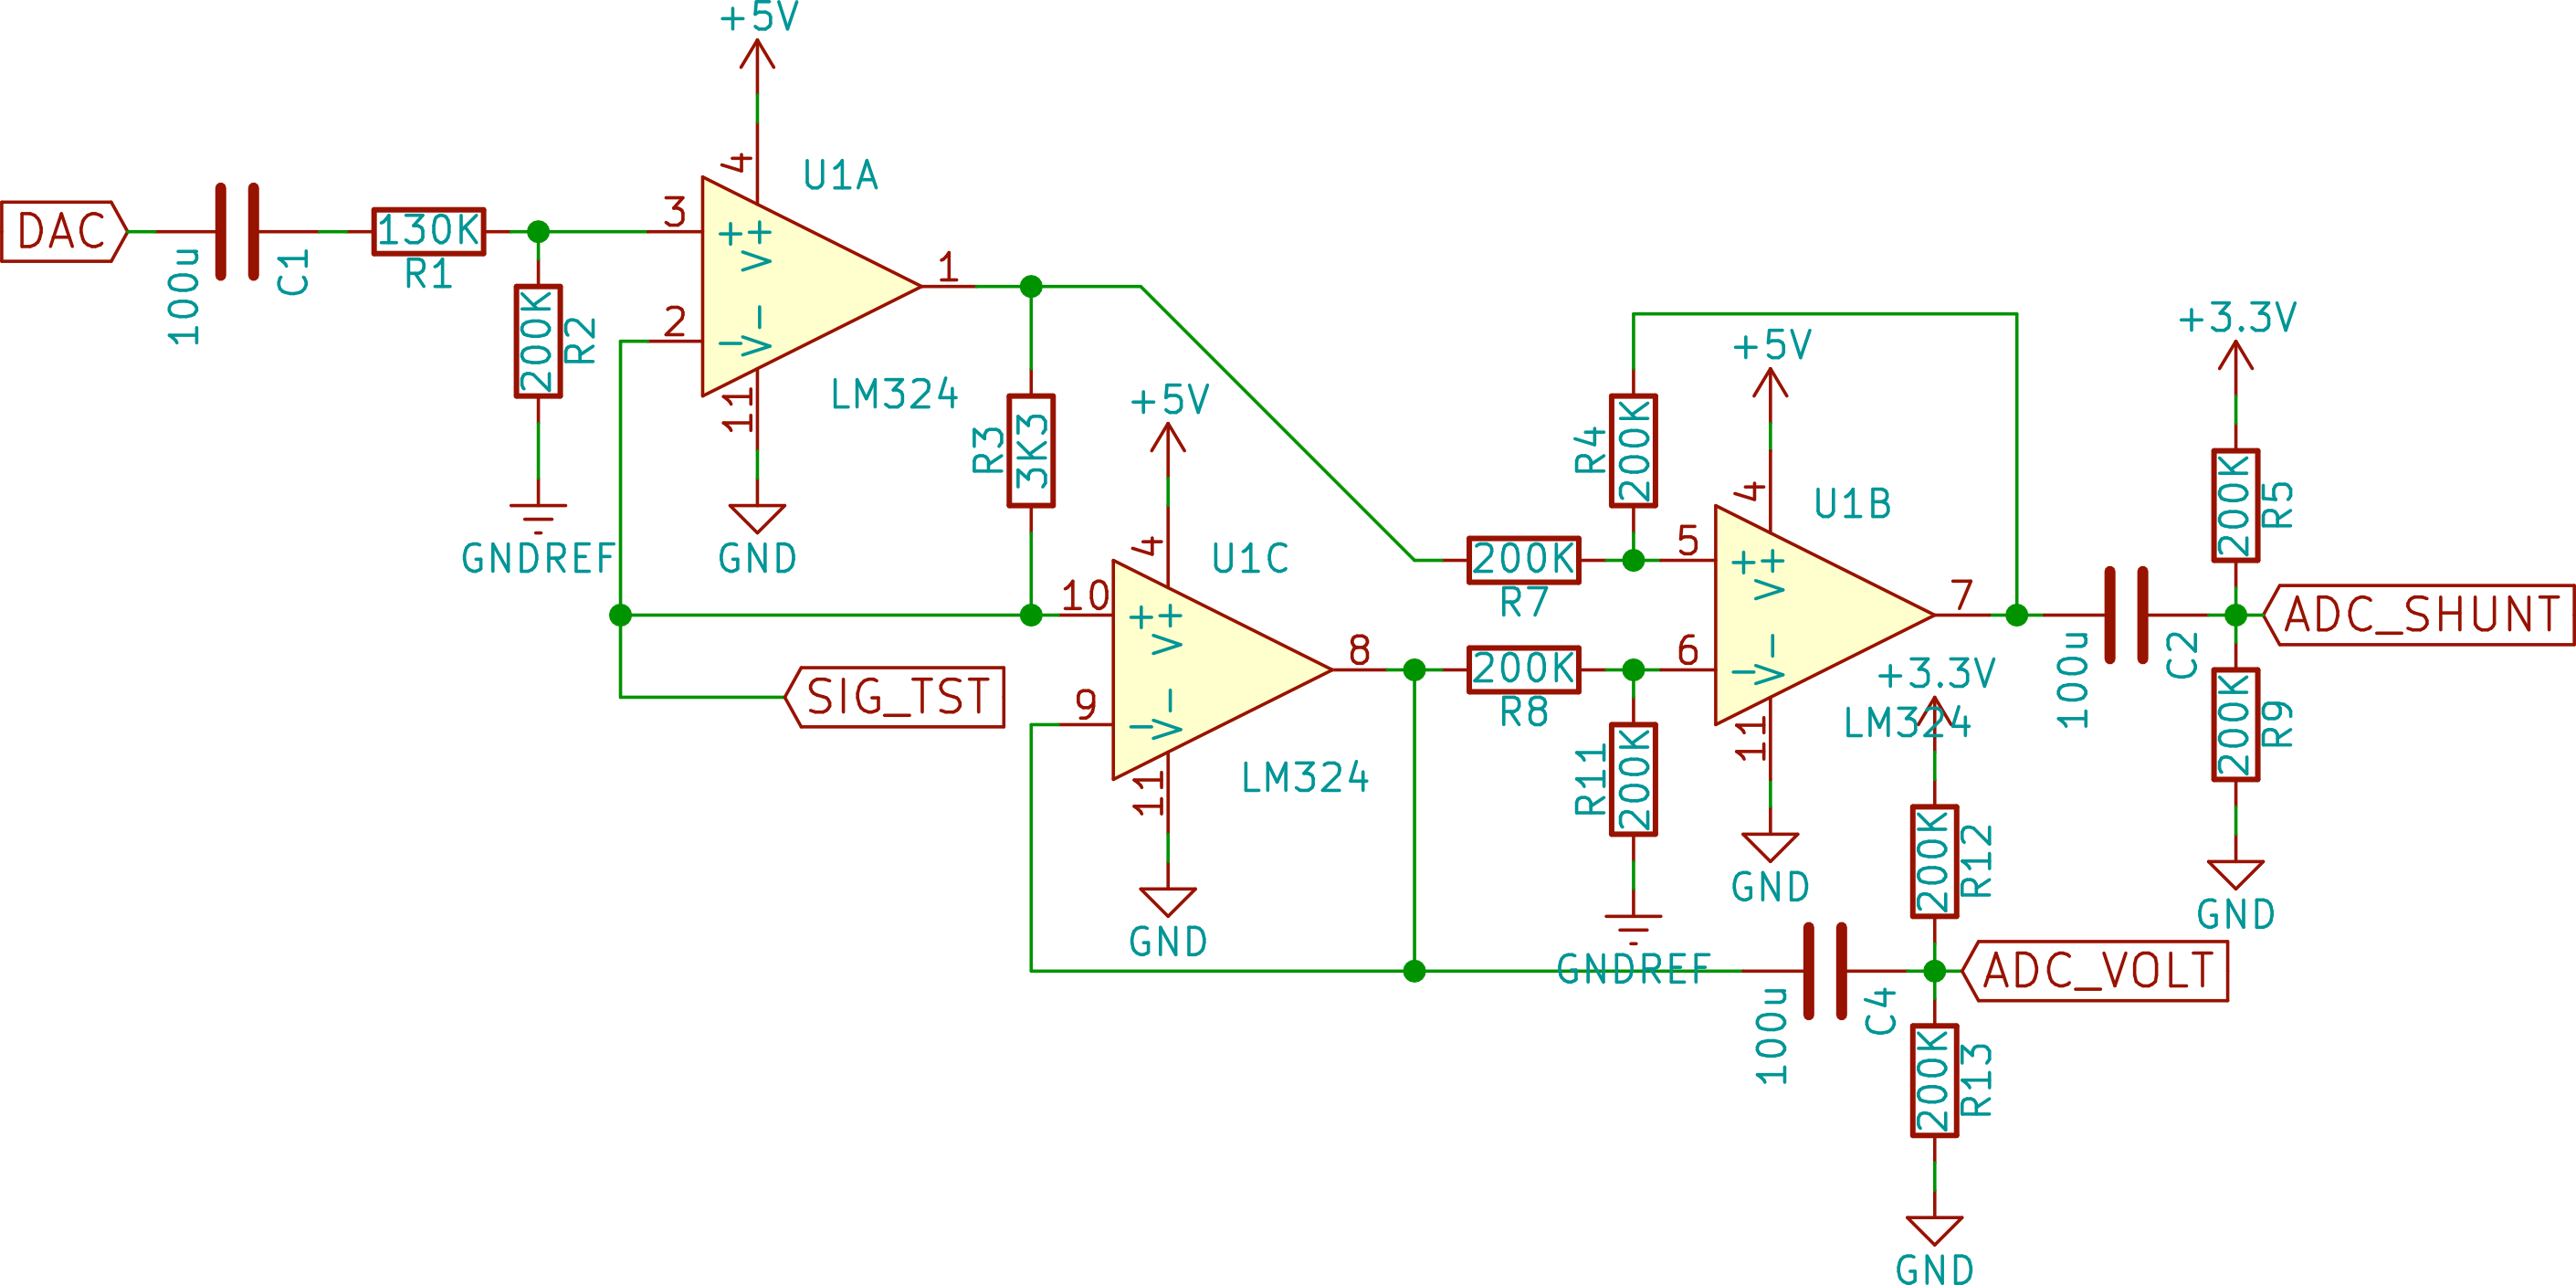 +5V
4
U1A
DAC
100u
C1
130K
R1
3
2
+
V+
-
V-
1
200K
R2
11
LM324
GNDREF
GND
R3
3K3
+5V
4
U1C
10
9
+
V+
-
V-
8
11
LM324
GND
SIG_TST
R4
200K
+5V
4
U1B
200K
R7
200K
R8
5
6
+
V+
-
V-
7
11
LM324
GND
R11
200K
GNDREF
100u
C2
+3.3V
200K
R5
ADC_SHUNT
200K
R9
GND
+3.3V
200K
R12
100u
C4
ADC_VOLT
200K
R13
GND